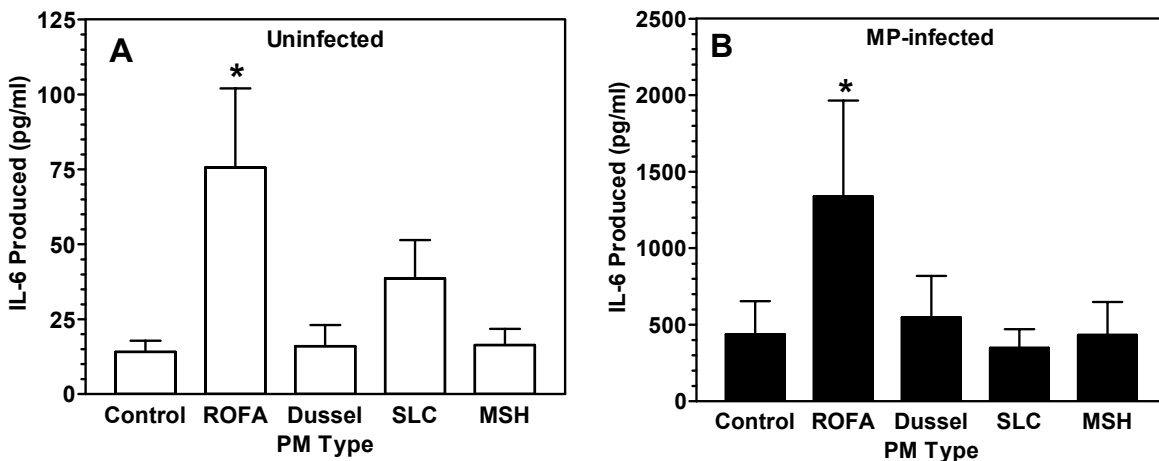 A
Uninfected
*
IL-6 Produced (pg/ml)
125
100
75
50
25
0
Control ROFA Dussel SLC MSH
PM Type
B
MP-infected
*
IL-6 Produced (pg/ml)
2500
2000
1500
1000
500
0
Control ROFA Dussel SLC MSH
PM Type